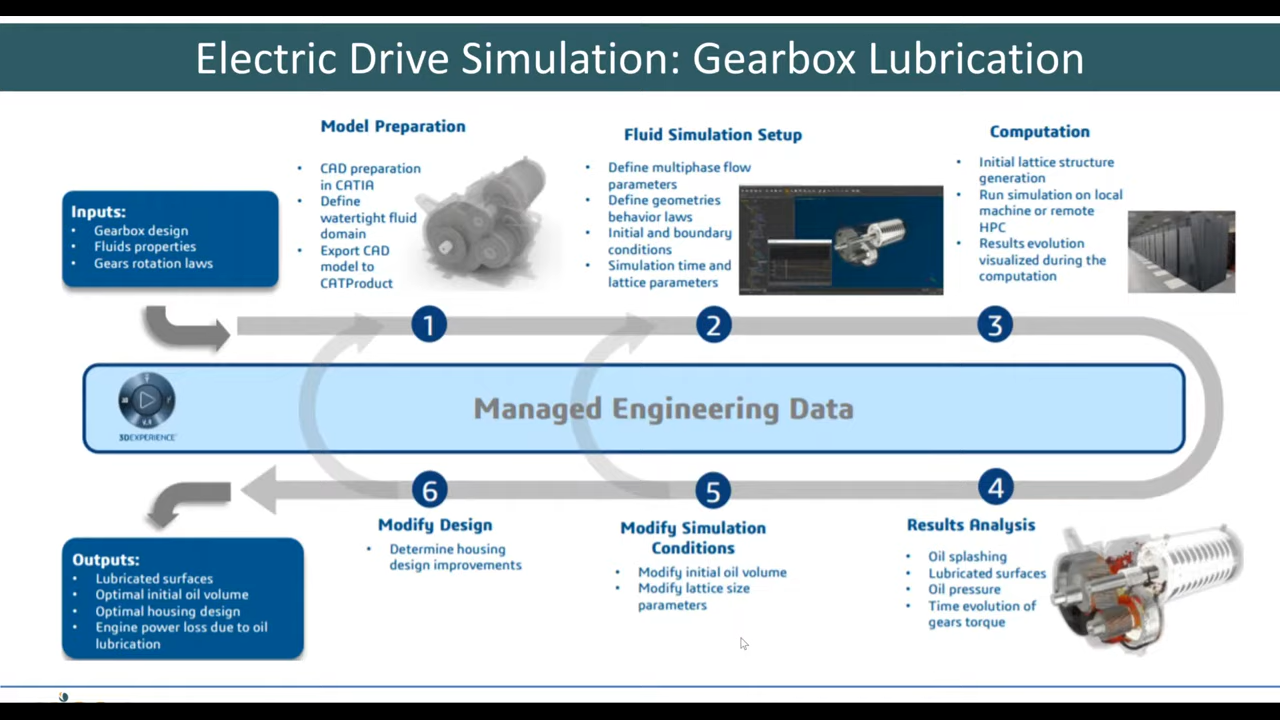 Electric Drive Simulation: Gearbox Lubrication
Model Preparation
• CAD preparation
in CATIA
• Define
watertight fluid
domain
• Export CAD
model to
CATProduct
Fluid Simulation Setup
• Define multiphase flow
parameters
• Define geometries
behavior laws
• Initial and boundary
conditions
• Simulation time and
lattice parameters
Computation
• Initial lattice structure
generation
• Run simulation on local
machine or remote
HPC
• Results evolution
visualized during the
computation
Inputs:
• Gearbox design
• Fluids properties
• Gears rotation laws
1
2
3
Managed Engineering Data
3DEXPERIENCE
6
5
4
Modify Design
• Determine housing
design improvements
Modify Simulation
Conditions
• Modify initial oil volume
• Modify lattice size
parameters
Results Analysis
• Oil splashing
• Lubricated surfaces
• Oil pressure
• Time evolution of
gears torque
Outputs:
• Lubricated surfaces
• Optimal initial oil volume
• Optimal housing design
• Engine power loss due to oil
lubrication